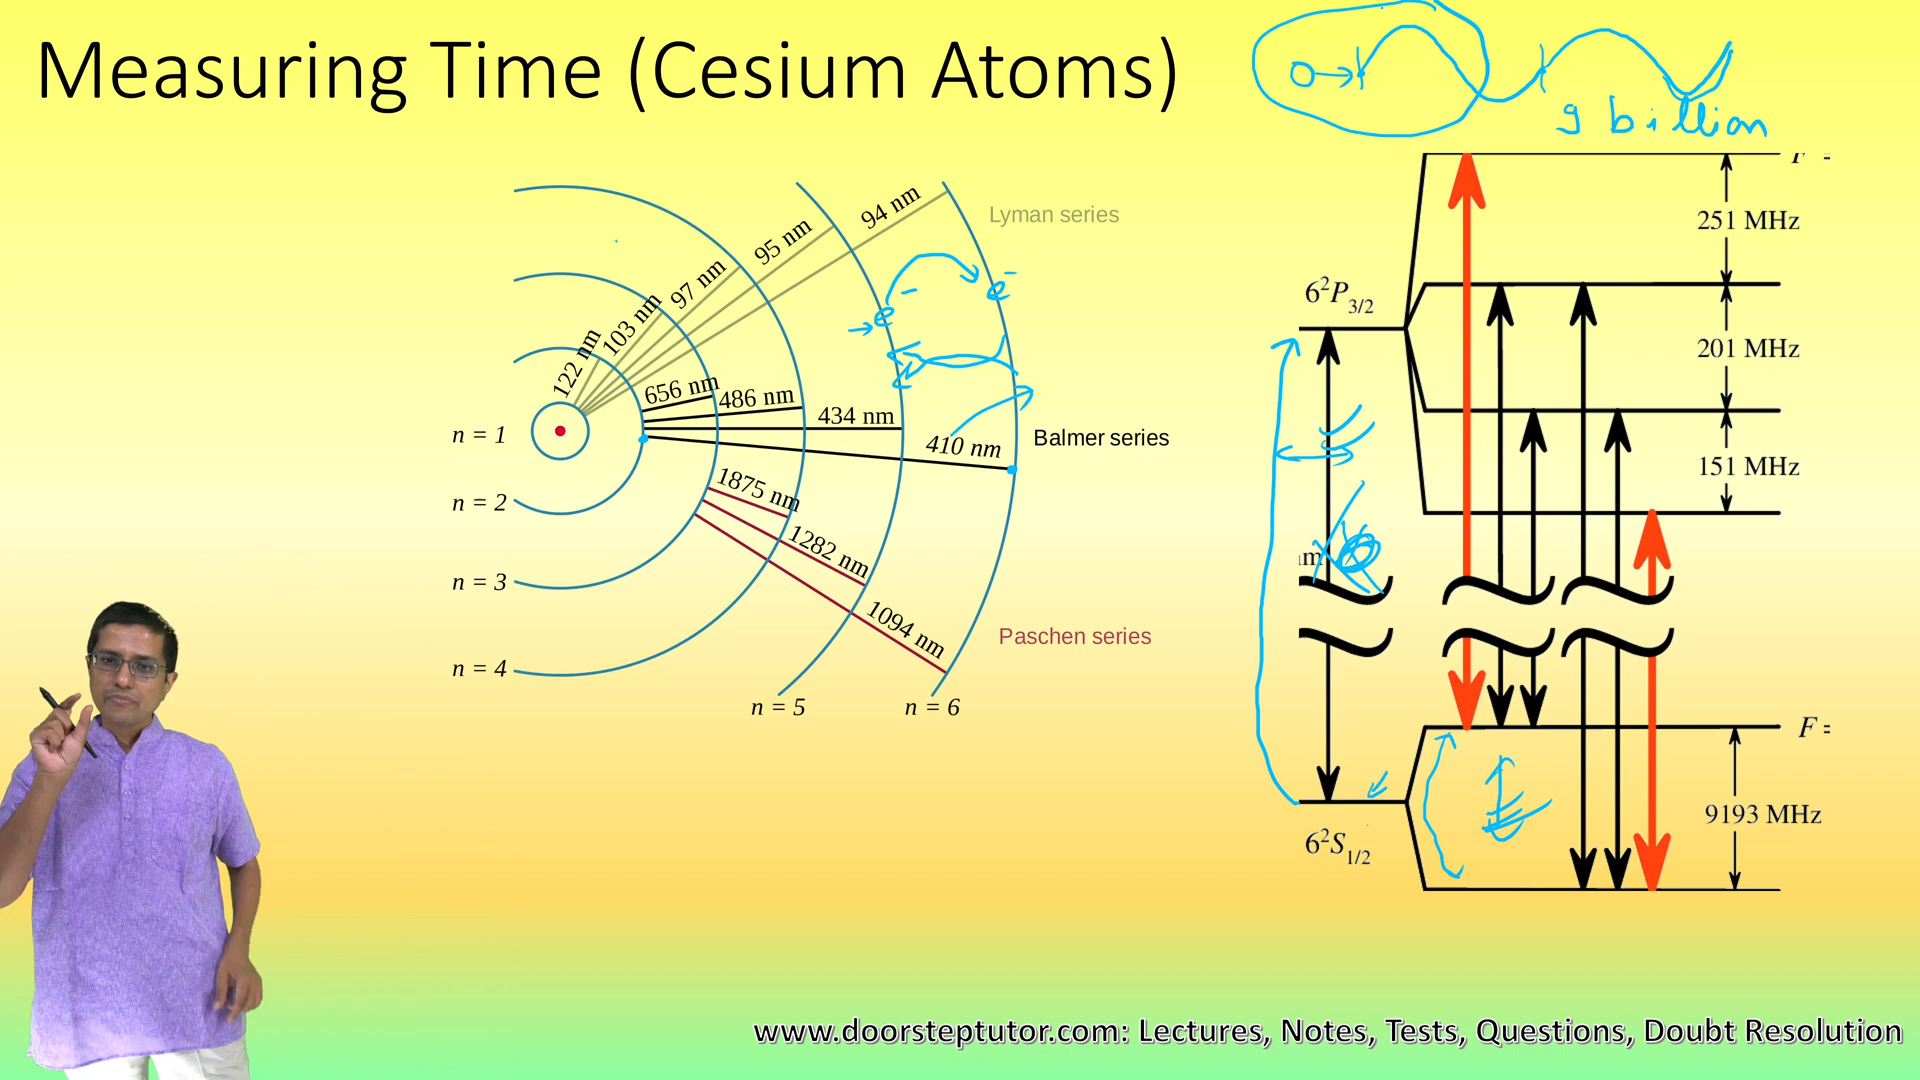 Measuring Time (Cesium Atoms)
9 billion
94 nm
95 nm
97 nm
103 nm
122 nm
Lyman series
656 nm
486 nm
434 nm
410 nm
Balmer series
1875 nm
1282 nm
1094 nm
Paschen series
n = 1
n = 2
n = 3
n = 4
n = 5
n = 6
e⁻
e⁻
251 MHz
6²P₃/₂
201 MHz
151 MHz
F =
9193 MHz
6²S₁/₂
www.doorsteptutor.com: Lectures, Notes, Tests, Questions, Doubt Resolution